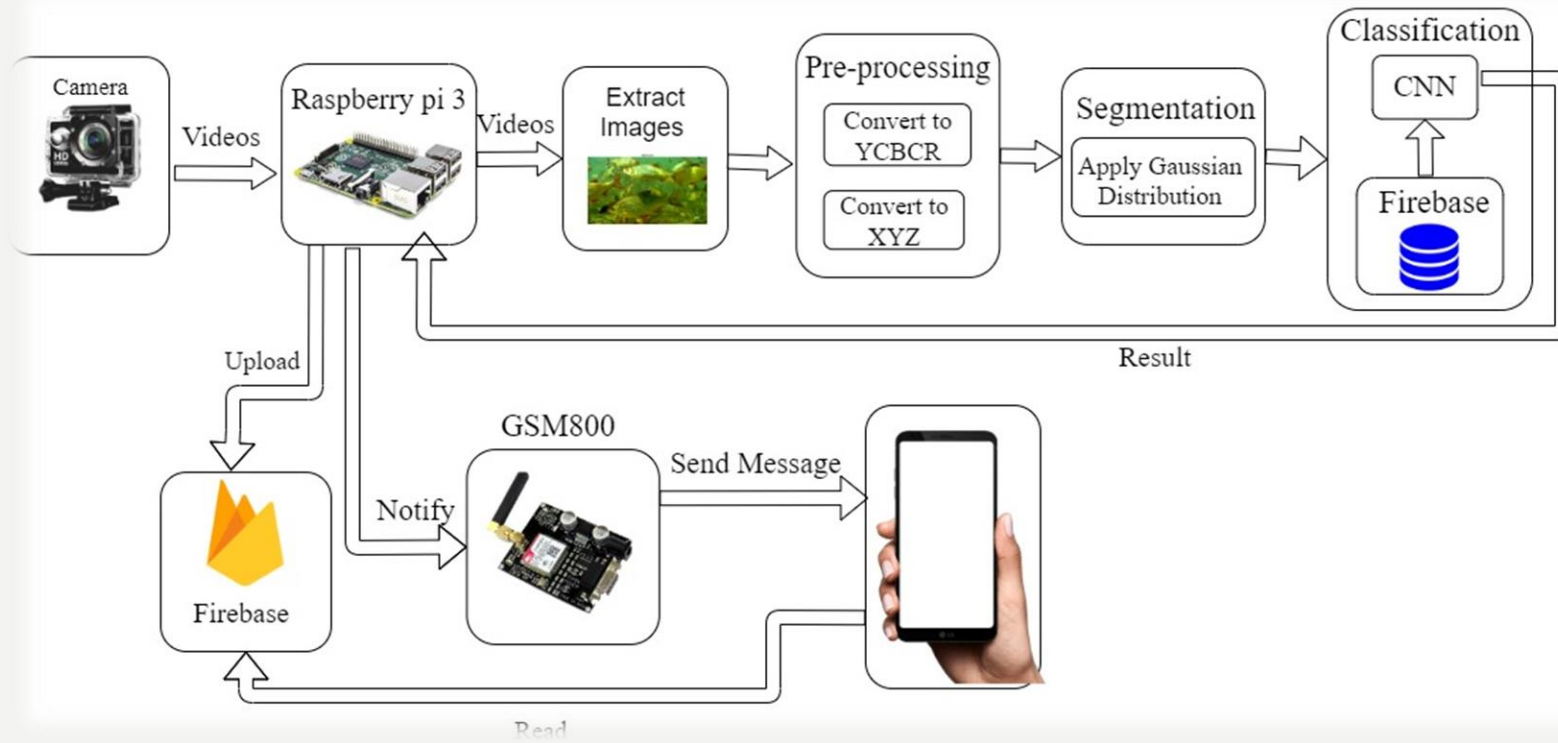 Camera
Videos
Raspberry pi 3
Videos
Extract
Images
Pre-processing
Convert to
YCBCR
Convert to
XYZ
Segmentation
Apply Gaussian
Distribution
Classification
CNN
Firebase
Result
Upload
Firebase
Notify
GSM800
Send Message
Read
HD